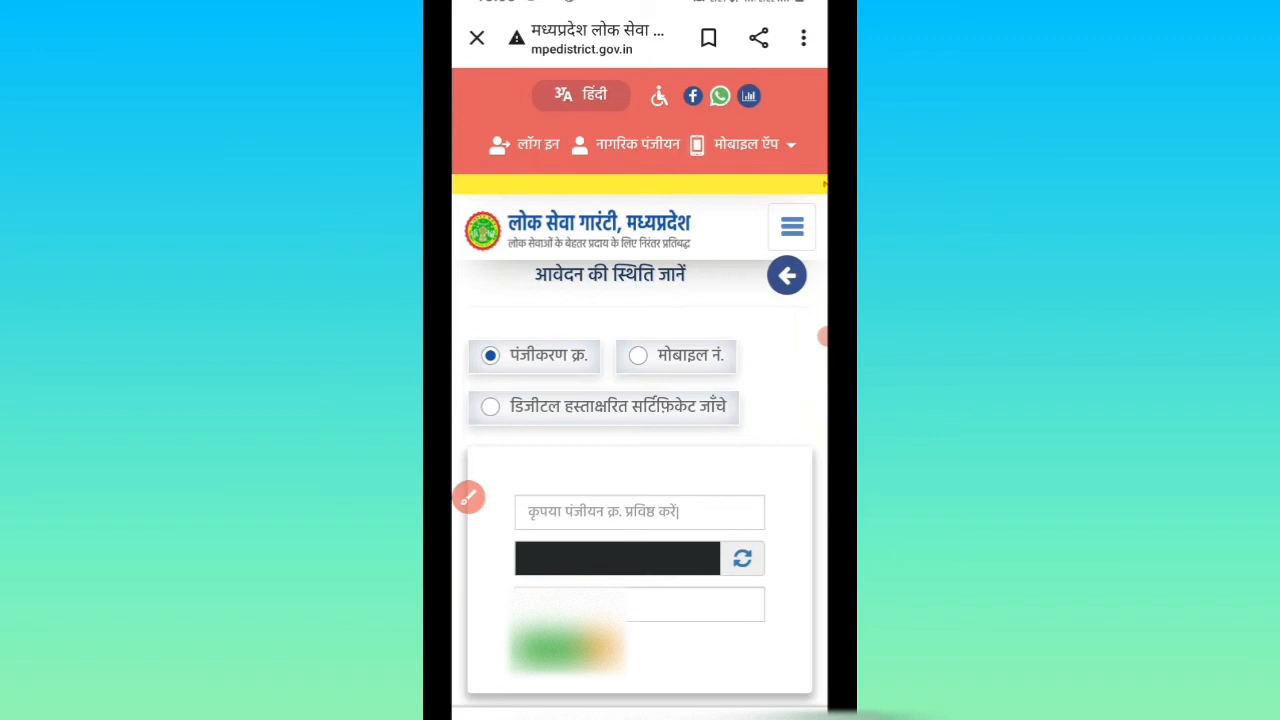 मध्यप्रदेश लोक सेवा ...
mpedistrict.gov.in
हिंदी
लॉग इन नागरिक पंजीयन मोबाइल ऍप
लोक सेवा गारंटी, मध्यप्रदेश
लोक सेवाओं के बेहतर प्रदाय के लिए निरंतर प्रतिबद्ध
आवेदन की स्थिति जानें
पंजीकरण क्र. मोबाइल नं.
डिजीटल हस्ताक्षरित सर्टिफ़िकेट जाँचे
कृपया पंजीयन क्र. प्रविष्ठ करें|